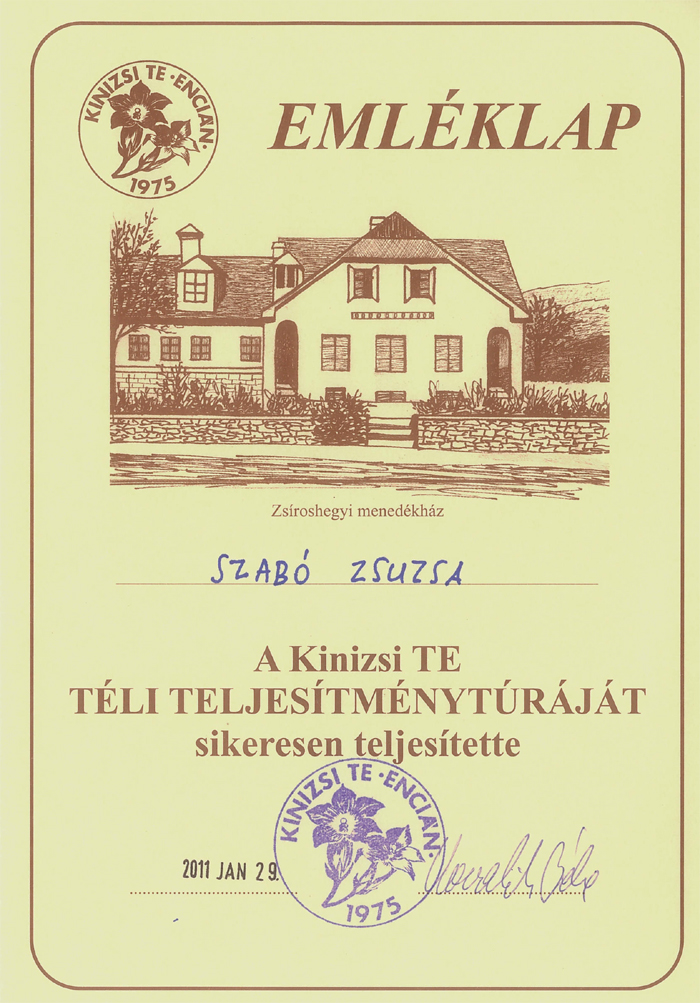 KINIZSI TE · ENCIÁN ·
1975
EMLÉKLAP
Zsíroshegyi menedékház
SZABÓ ZSUZSA
A Kinizsi TE
TÉLI TELJESÍTMÉNYTÚRÁJÁT
sikeresen teljesítette
KINIZSI TE · ENCIÁN ·
1975
2011 JAN 29.